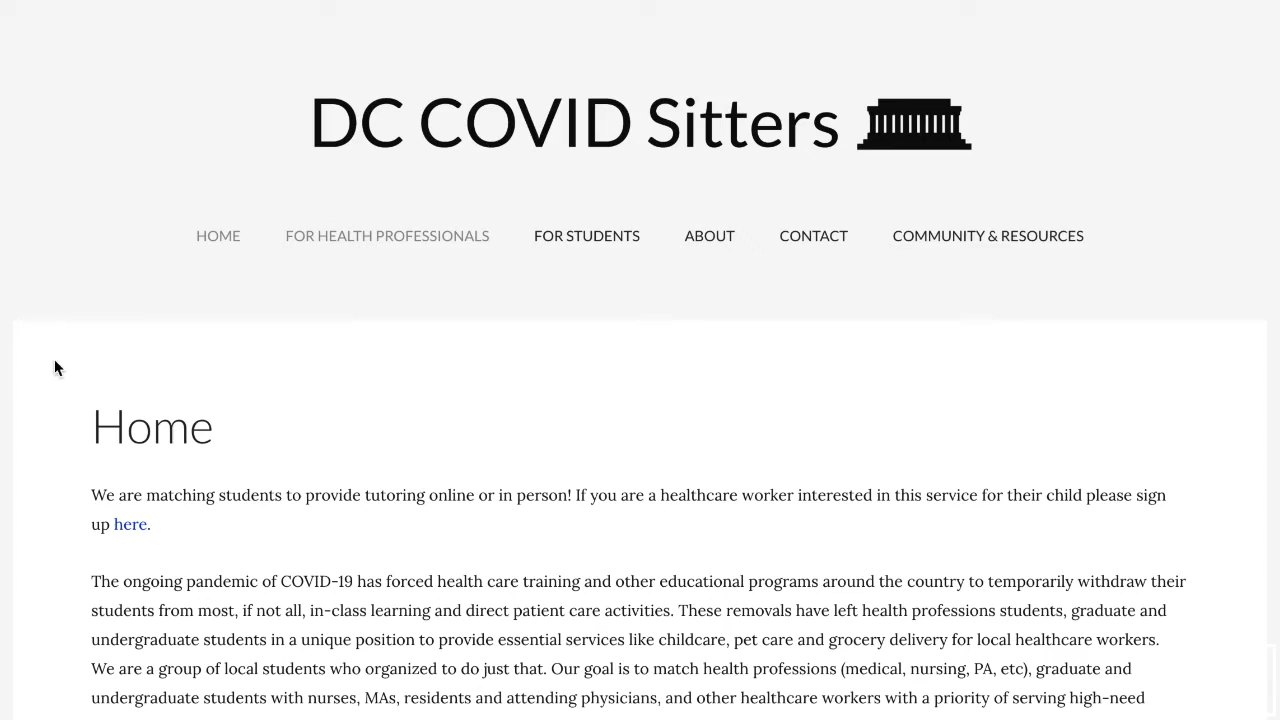 DC COVID Sitters
HOME FOR HEALTH PROFESSIONALS FOR STUDENTS ABOUT CONTACT COMMUNITY & RESOURCES
Home
We are matching students to provide tutoring online or in person! If you are a healthcare worker interested in this service for their child please sign
up here.
The ongoing pandemic of COVID-19 has forced health care training and other educational programs around the country to temporarily withdraw their
students from most, if not all, in-class learning and direct patient care activities. These removals have left health professions students, graduate and
undergraduate students in a unique position to provide essential services like childcare, pet care and grocery delivery for local healthcare workers.
We are a group of local students who organized to do just that. Our goal is to match health professions (medical, nursing, PA, etc), graduate and
undergraduate students with nurses, MAs, residents and attending physicians, and other healthcare workers with a priority of serving high-need